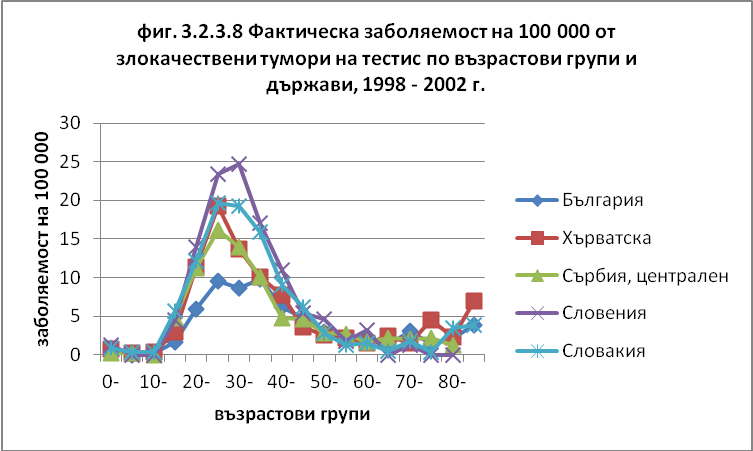 фиг. 3.2.3.8 Фактическа заболяемост на 100 000 от
злокачествени тумори на тестис по възрастови групи и
държави, 1998 - 2002 г.
заболяемост на 100 000
30
25
20
15
10
5
0
0-
10-
20-
30-
40-
50-
60-
70-
80-
възрастови групи
България
Хърватска
Сърбия, централен
Словения
Словакия